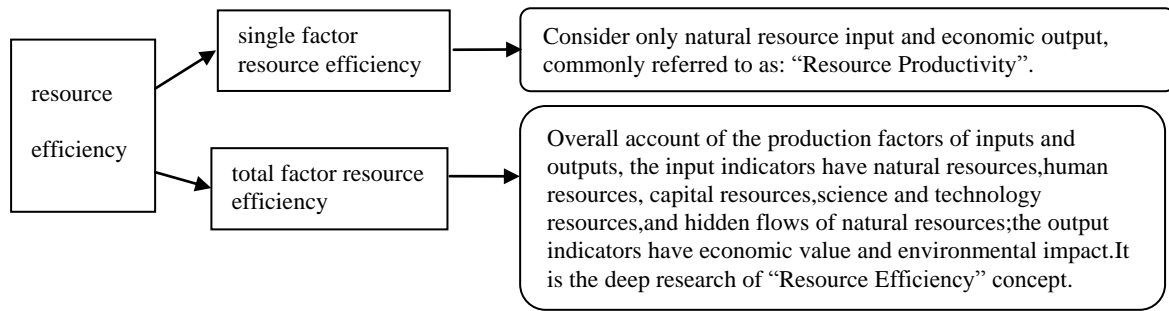 resource
efficiency
single factor
resource efficiency
Consider only natural resource input and economic output,
commonly referred to as: “Resource Productivity”.
total factor resource
efficiency
Overall account of the production factors of inputs and
outputs, the input indicators have natural resources,human
resources, capital resources,science and technology
resources,and hidden flows of natural resources;the output
indicators have economic value and environmental impact.It
is the deep research of “Resource Efficiency” concept.